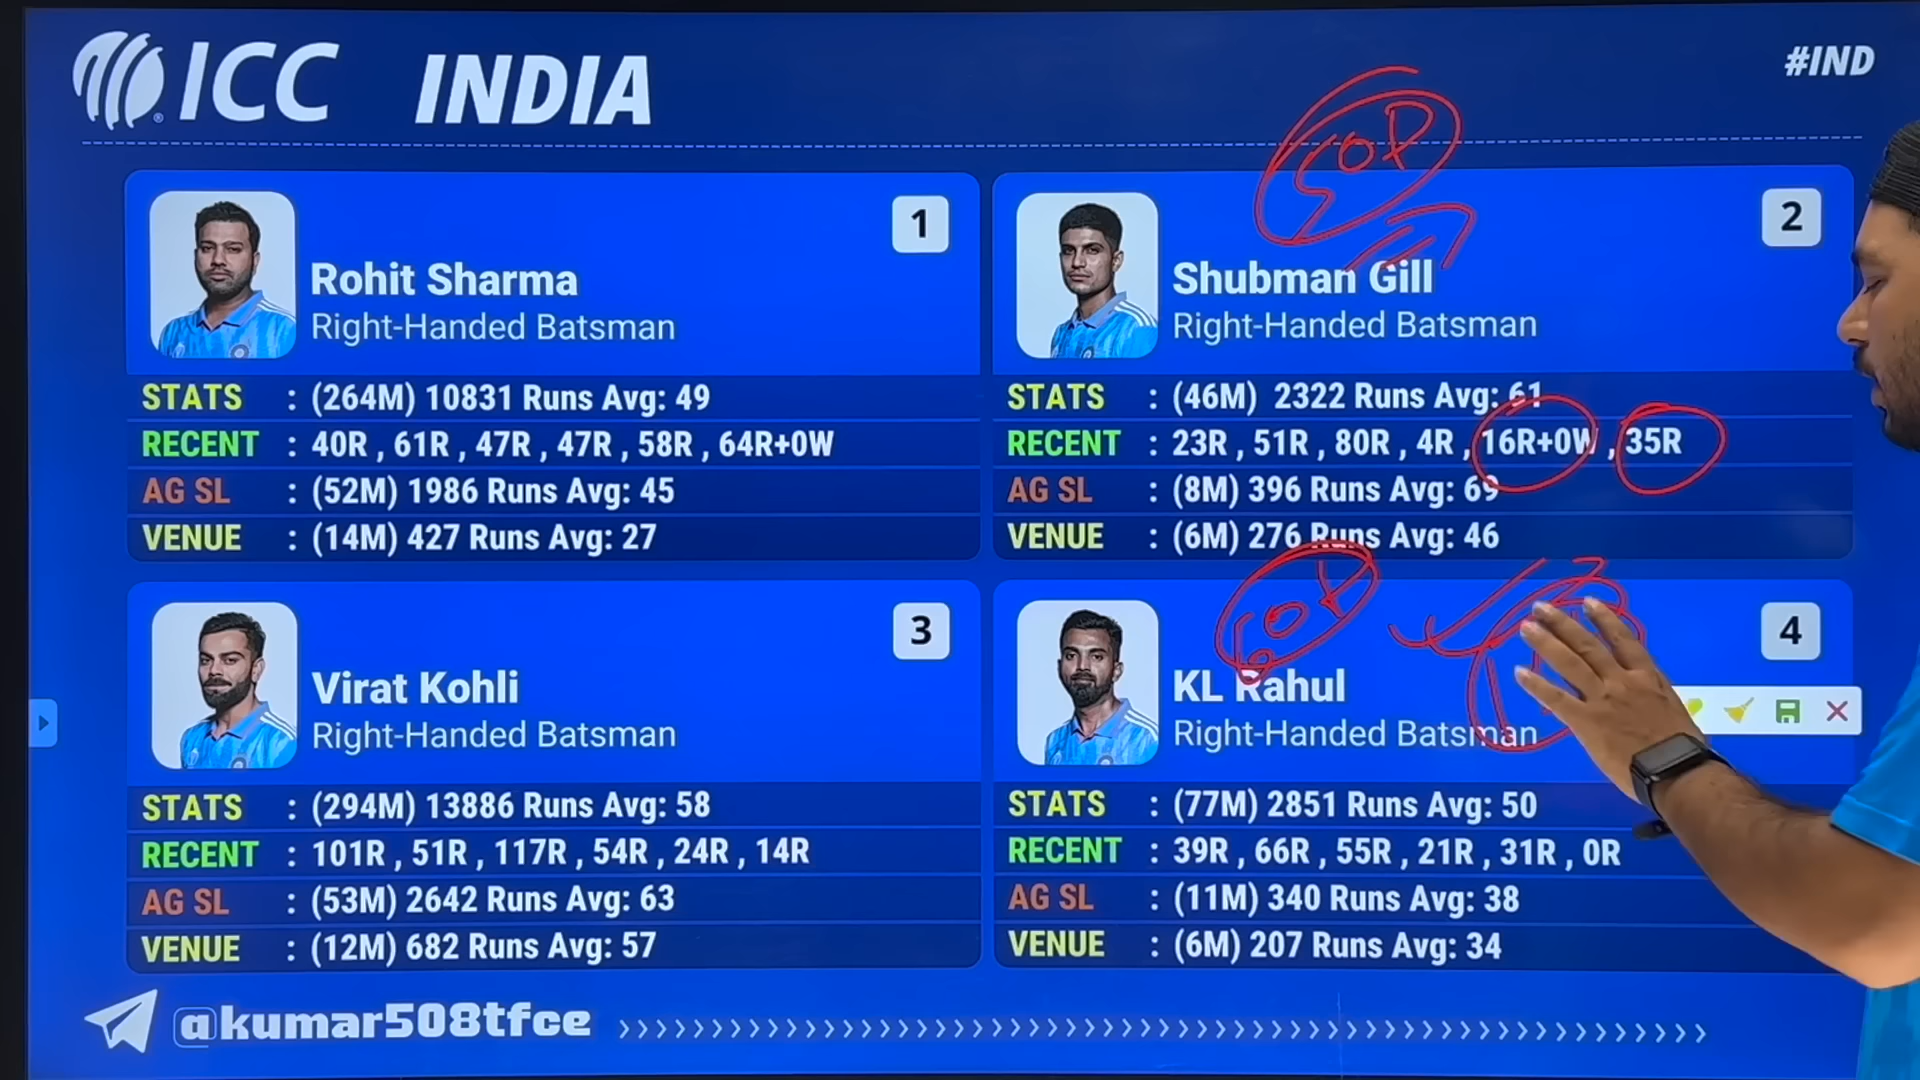 ICC INDIA
#IND
1
Rohit Sharma
Right-Handed Batsman
STATS : (264M) 10831 Runs Avg: 49
RECENT : 40R , 61R , 47R , 47R , 58R , 64R+0W
AG SL : (52M) 1986 Runs Avg: 45
VENUE : (14M) 427 Runs Avg: 27
2
Shubman Gill
Right-Handed Batsman
STATS : (46M) 2322 Runs Avg: 61
RECENT : 23R , 51R , 80R , 4R , 16R+0W , 35R
AG SL : (8M) 396 Runs Avg: 69
VENUE : (6M) 276 Runs Avg: 46
3
Virat Kohli
Right-Handed Batsman
STATS : (294M) 13886 Runs Avg: 58
RECENT : 101R , 51R , 117R , 54R , 24R , 14R
AG SL : (53M) 2642 Runs Avg: 63
VENUE : (12M) 682 Runs Avg: 57
4
KL Rahul
Right-Handed Batsman
STATS : (77M) 2851 Runs Avg: 50
RECENT : 39R , 66R , 55R , 21R , 31R , 0R
AG SL : (11M) 340 Runs Avg: 38
VENUE : (6M) 207 Runs Avg: 34
@kumar508tfce